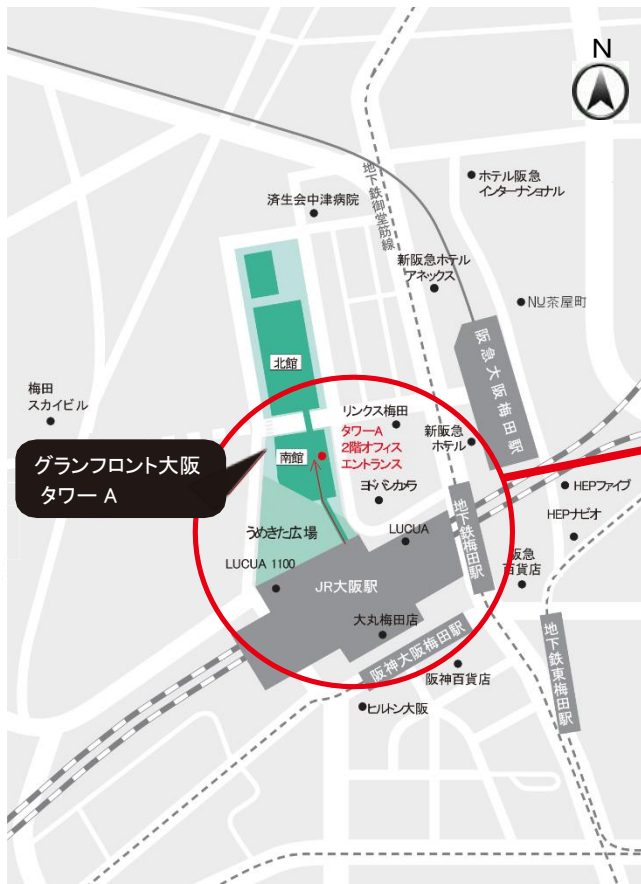 N
ホテル阪急
インターナショナル
済生会中津病院
地下鉄御堂筋線
新阪急ホテル
アネックス
NU茶屋町
阪急大阪梅田駅
北館
梅田
スカイビル
リンクス梅田
タワーA
2階オフィス
エントランス
新阪急
ホテル
グランフロント大阪
タワー A
南館
ヨドバシカメラ
HEPファイブ
うめきた広場
LUCUA
地下鉄梅田駅
HEPナビオ
LUCUA 1100
阪急
百貨店
JR大阪駅
大丸梅田店
阪神大阪梅田駅
地下鉄東梅田駅
阪神百貨店
ヒルトン大阪